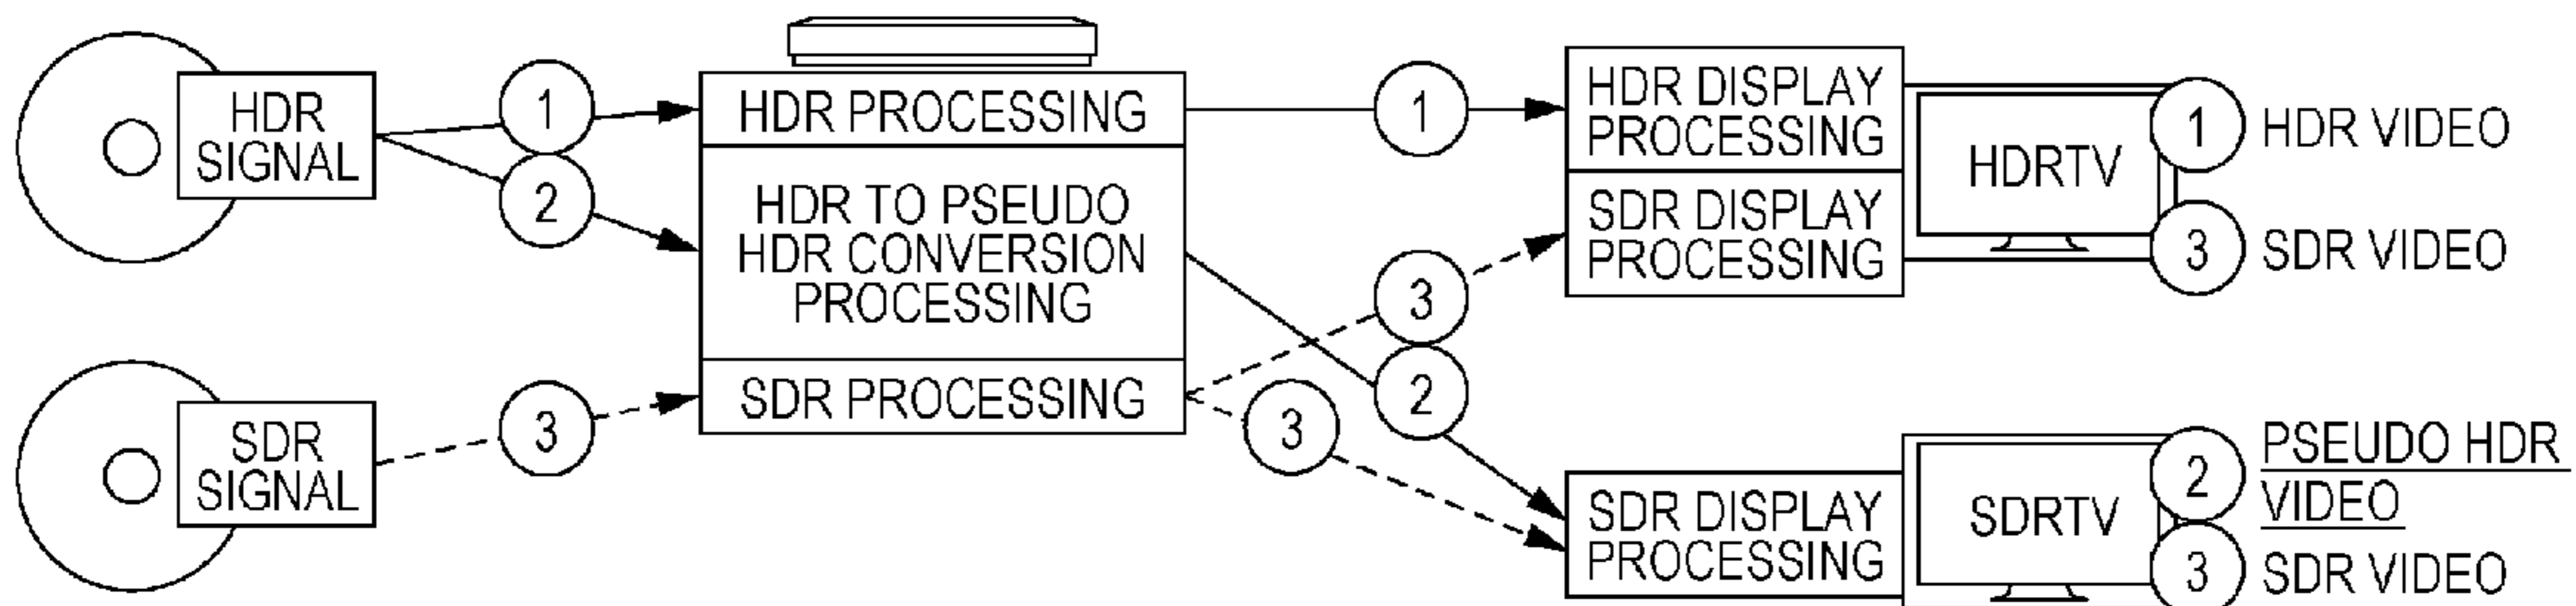 HDR
SIGNAL
1
2
HDR PROCESSING
HDR TO PSEUDO
HDR CONVERSION
PROCESSING
SDR PROCESSING
SDR
SIGNAL
3
1
3
2
3
HDR DISPLAY
PROCESSING
SDR DISPLAY
PROCESSING
HDRTV
1 HDR VIDEO
3 SDR VIDEO
SDR DISPLAY
PROCESSING
SDRTV
2 PSEUDO HDR
VIDEO
3 SDR VIDEO